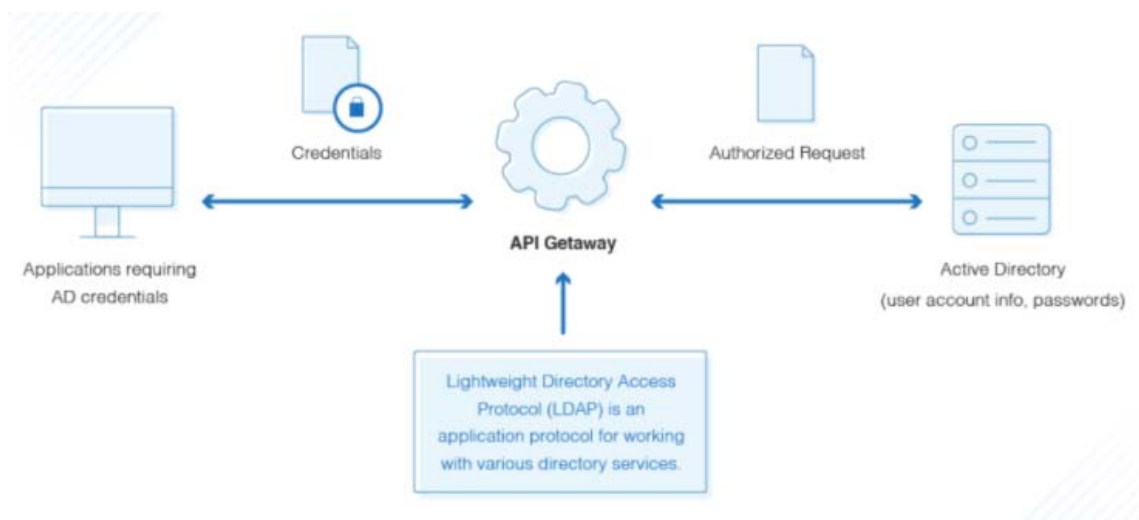 Credentials
Authorized Request
API Getaway
Applications requiring
AD credentials
Active Directory
(user account info, passwords)
Lightweight Directory Access
Protocol (LDAP) is an
application protocol for working
with various directory services.